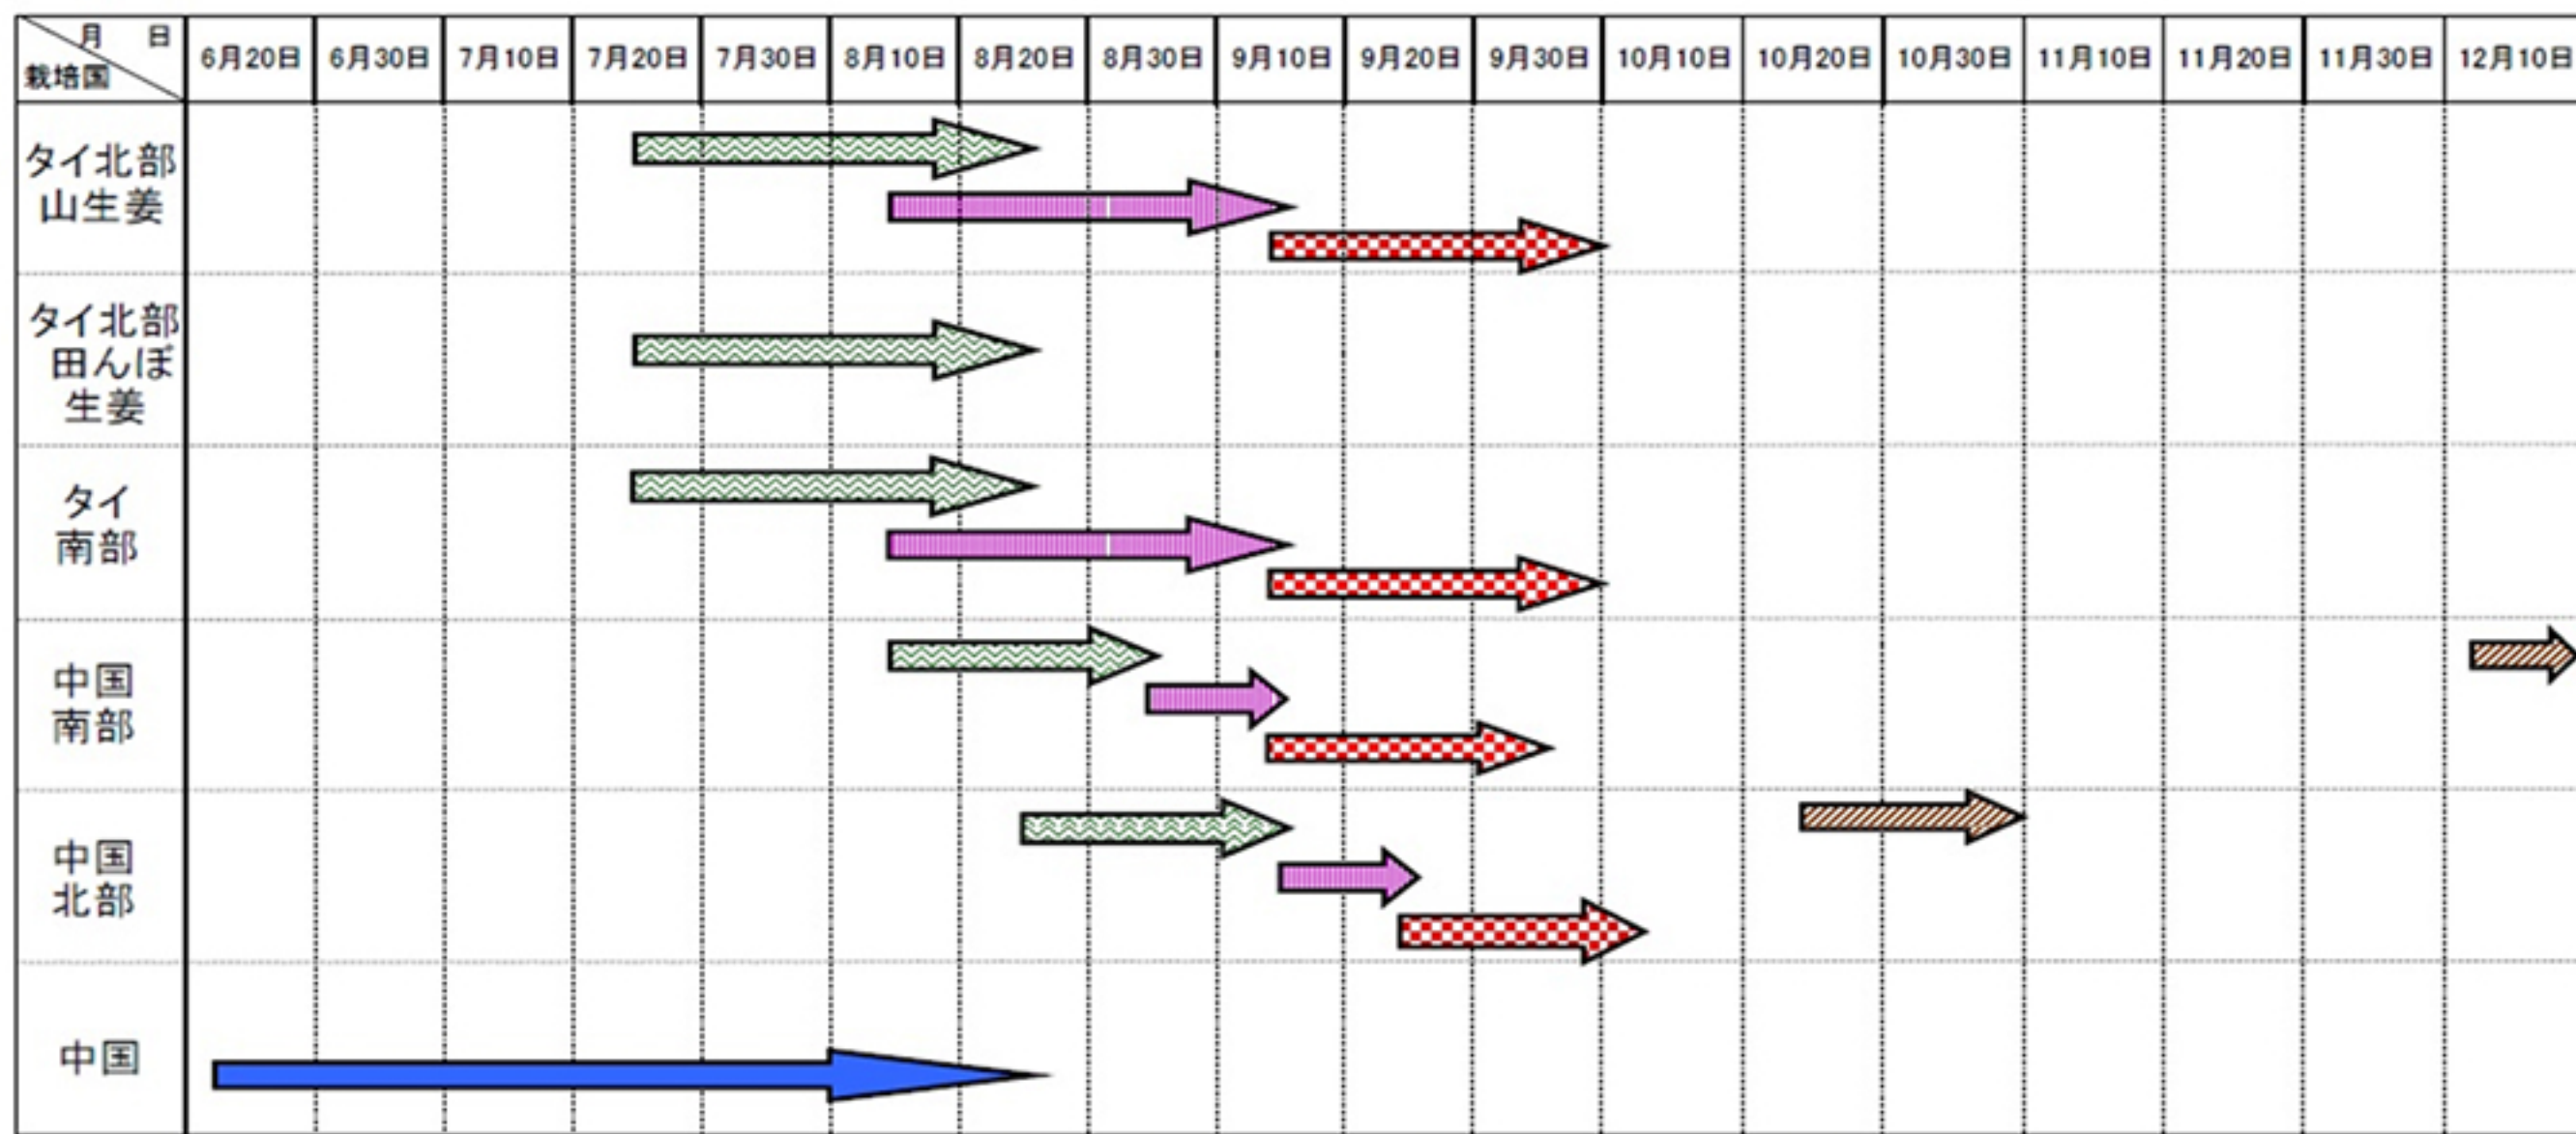 月 日
栽培国
6月20日 6月30日 7月10日 7月20日 7月30日 8月10日 8月20日 8月30日 9月10日 9月20日 9月30日 10月10日 10月20日 10月30日 11月10日 11月20日 11月30日 12月10日
タイ北部
山生姜
タイ北部
田んぼ
生姜
タイ
南部
中国
南部
中国
北部
中国